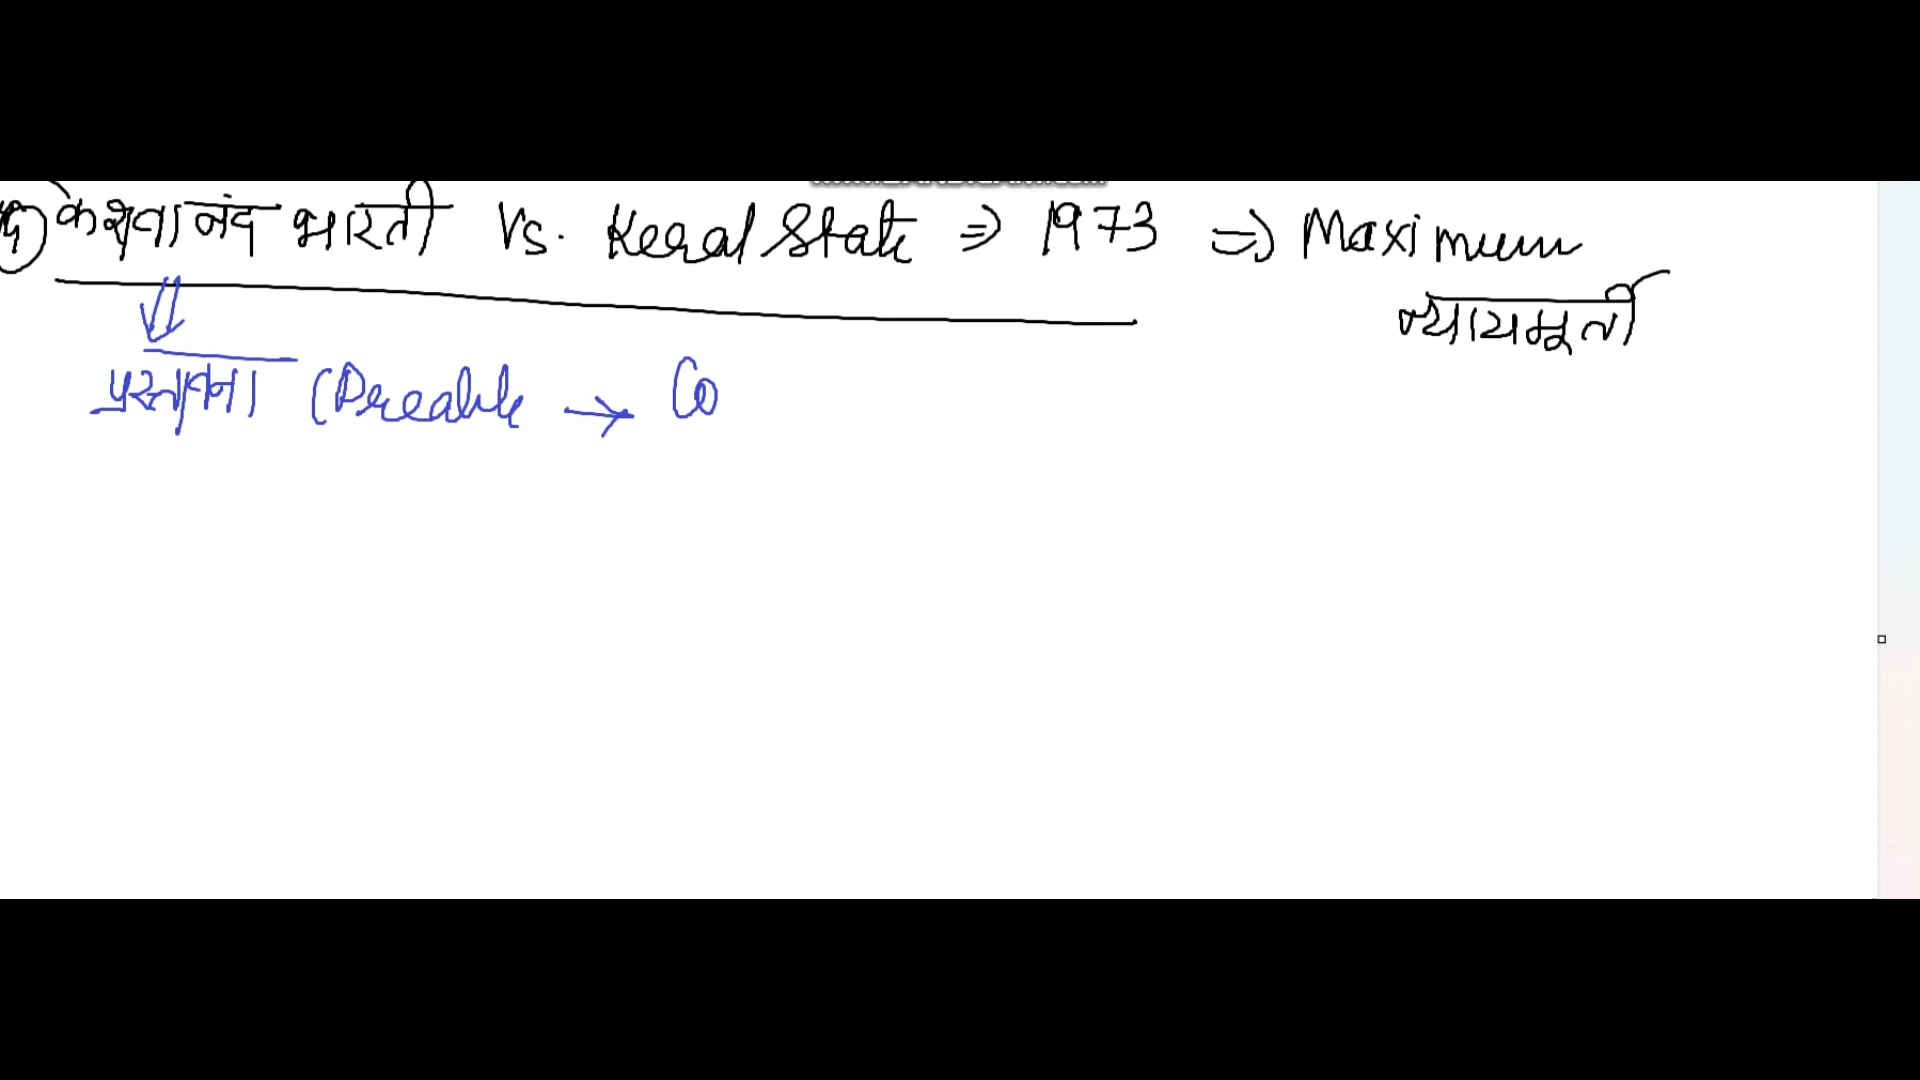 केशवानंद भारती Vs. Keral State ⇒ 1973 ⇒ Maximum
न्यायमूर्ती
प्रस्तावना (Preable → Co